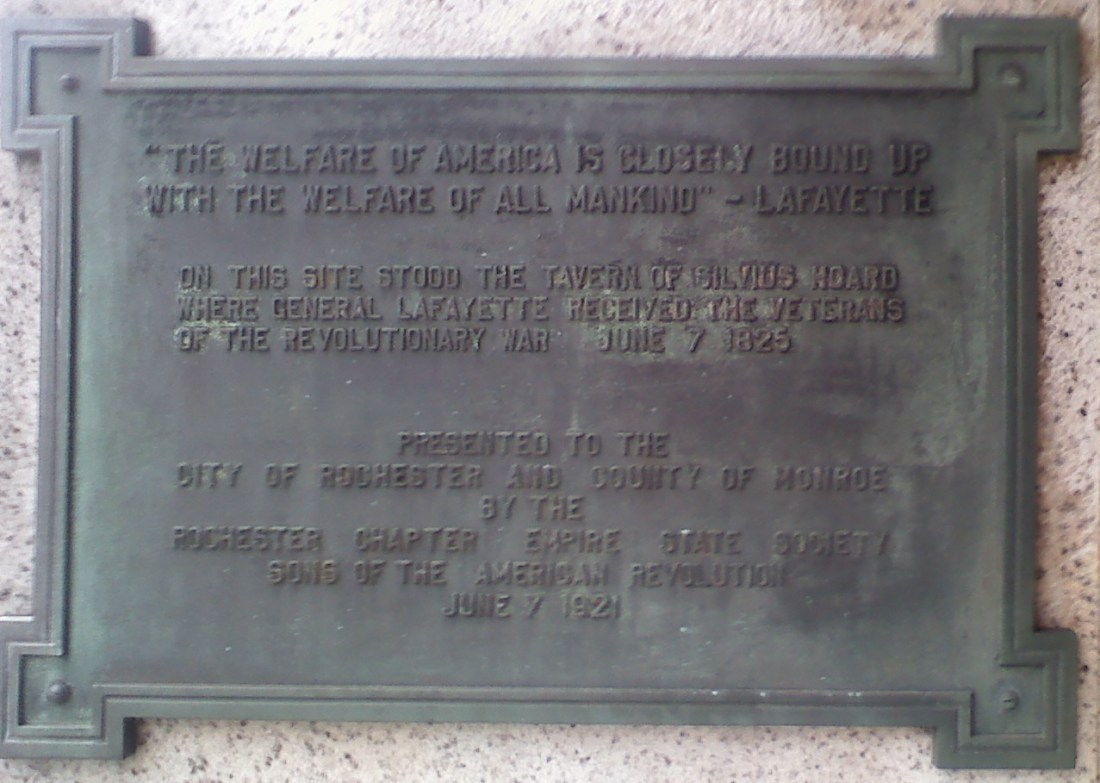 "THE WELFARE OF AMERICA IS CLOSELY BOUND UP
WITH THE WELFARE OF ALL MANKIND" - LAFAYETTE
ON THIS SITE STOOD THE TAVERN OF SILVIUS HOARD
WHERE GENERAL LAFAYETTE RECEIVED THE VETERANS
OF THE REVOLUTIONARY WAR JUNE 7 1825
PRESENTED TO THE
CITY OF ROCHESTER AND COUNTY OF MONROE
BY THE
ROCHESTER CHAPTER EMPIRE STATE SOCIETY
SONS OF THE AMERICAN REVOLUTION
JUNE 7 1921